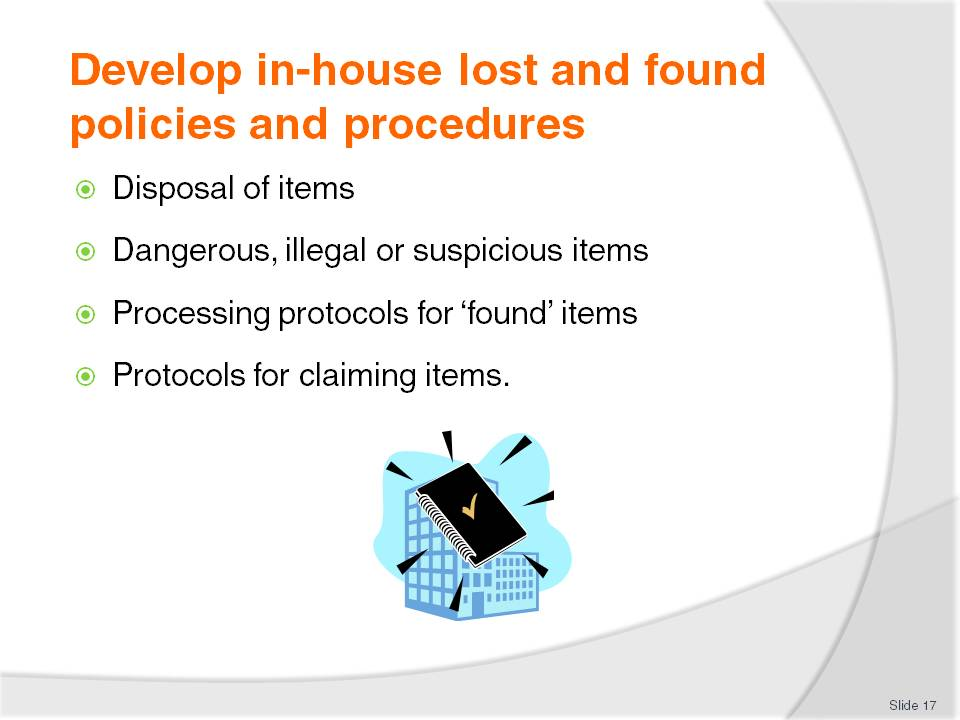 Develop in-house lost and found
policies and procedures
Disposal of items
Dangerous, illegal or suspicious items
Processing protocols for ‘found’ items
Protocols for claiming items.
Slide 17